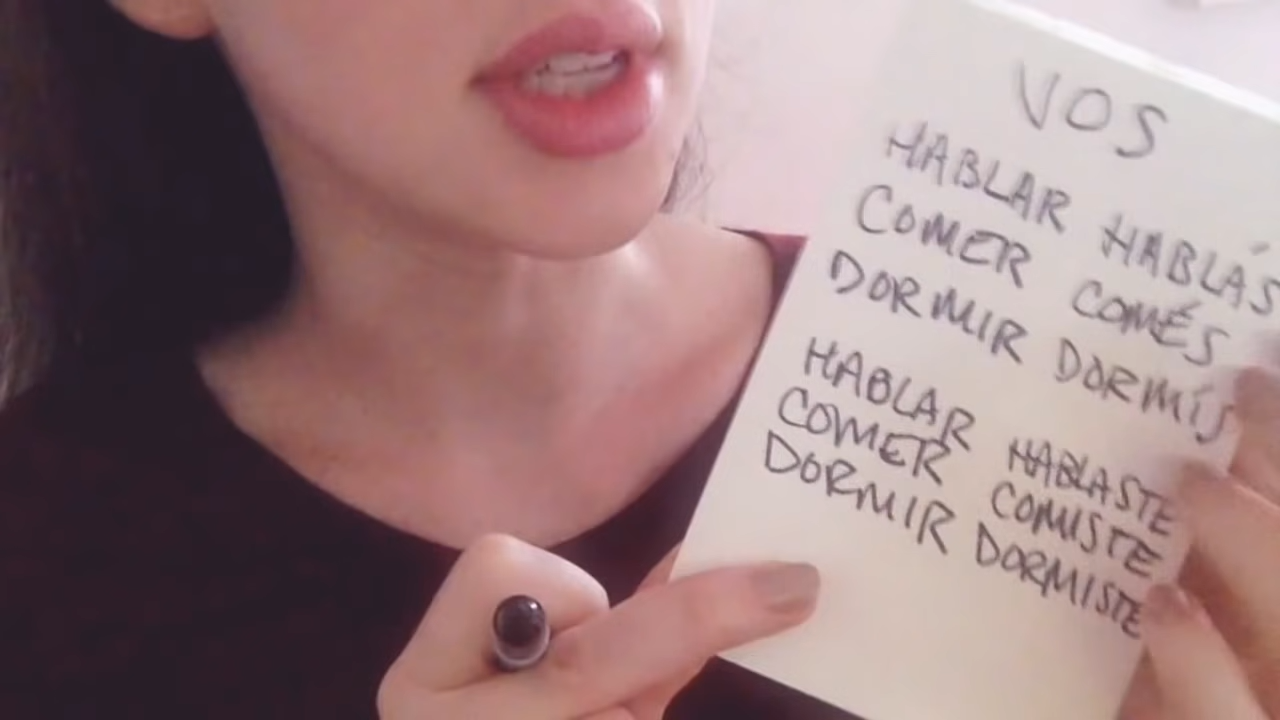 VOS
HABLAR HABLÁS
COMER COMÉS
DORMIR DORMÍS
HABLAR HABLASTE
COMER COMISTE
DORMIR DORMISTE